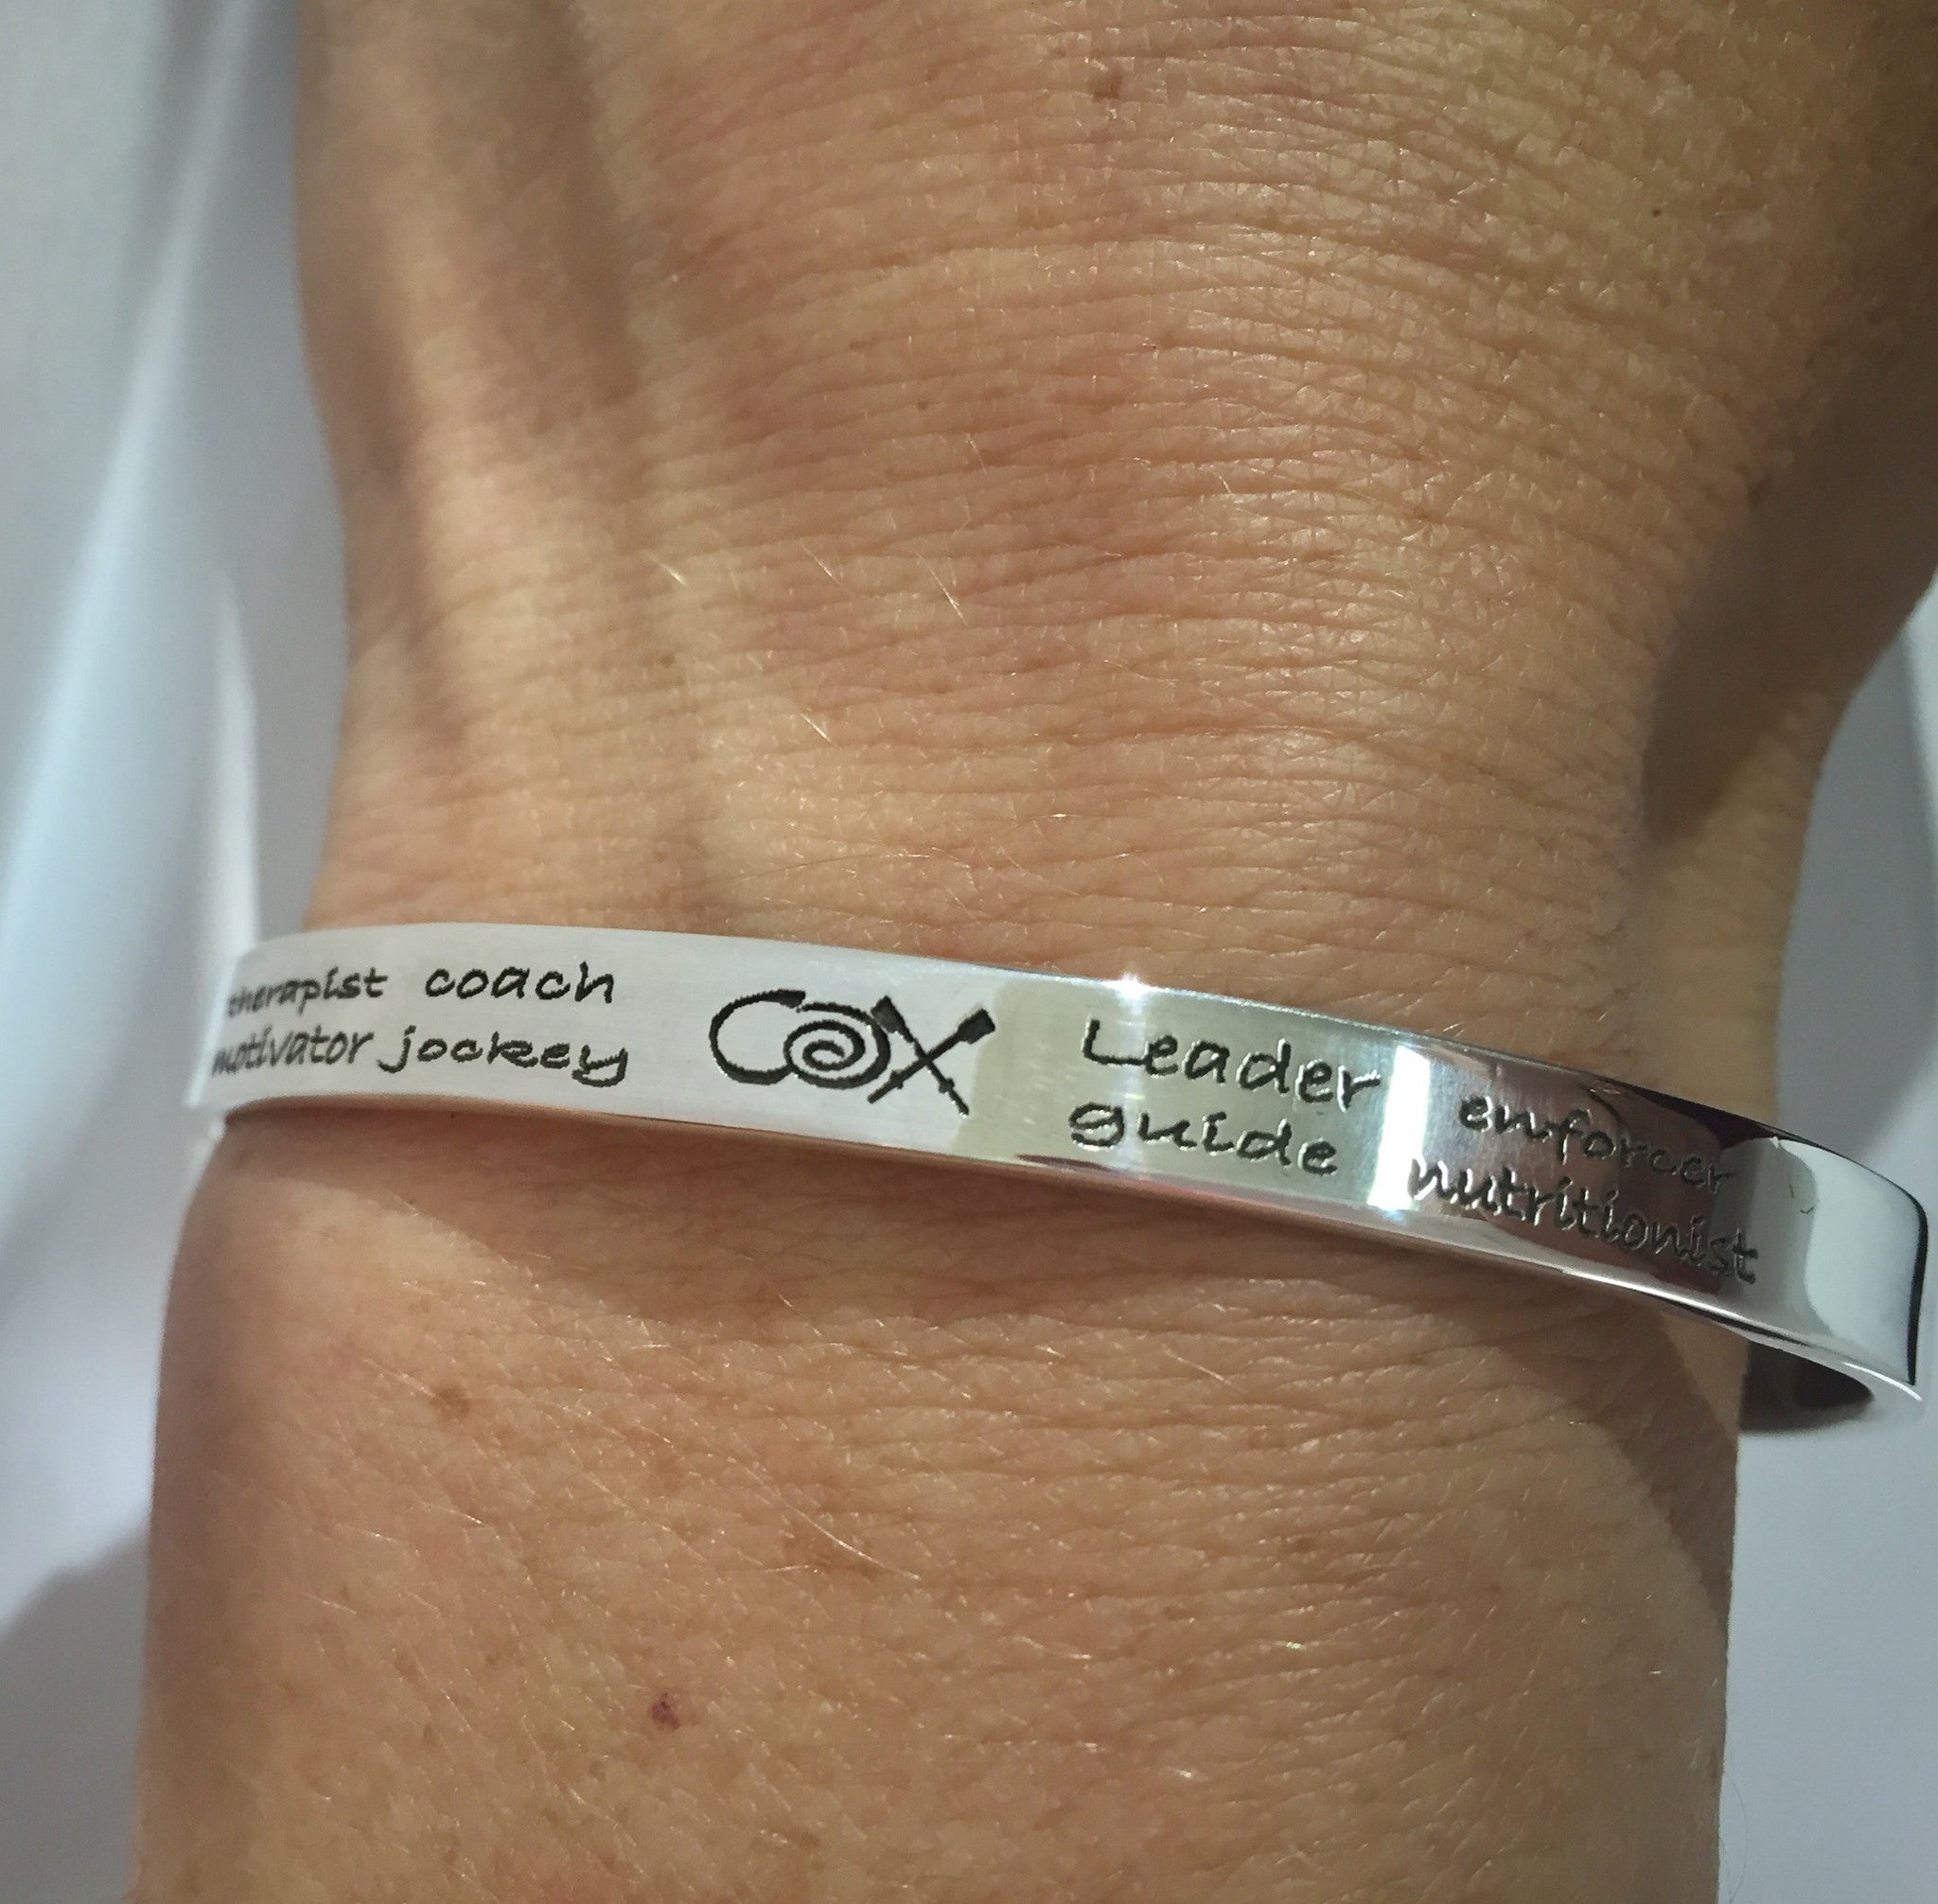 therapist coach
motivator jockey
COX
Leader
guide
enforcer
nutritionist